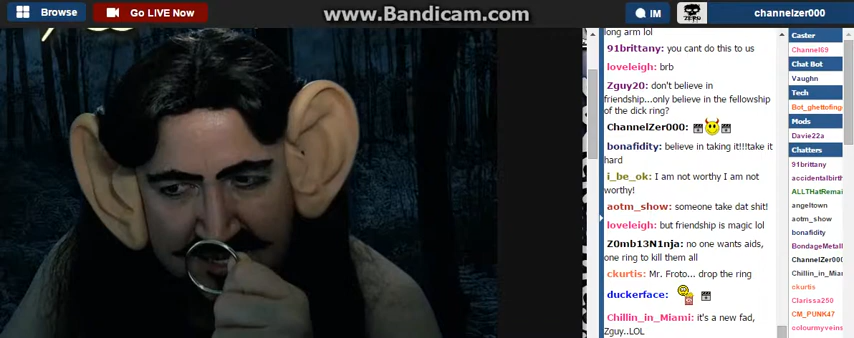 Browse
Go LIVE Now
www.Bandicam.com
IM
ZERO
channelzer000
long arm lol
91brittany: you cant do this to us
loveleigh: brb
Zguy20: don't believe in
friendship...only believe in the fellowship
of the dick ring?
ChannelZer000:
bonafidity: believe in taking it!!!take it
hard
i_be_ok: I am not worthy I am not
worthy!
aotm_show: someone take dat shit!
loveleigh: but friendship is magic lol
Z0mb13N1nja: no one wants aids,
one ring to kill them all
ckurtis: Mr. Froto... drop the ring
duckerface:
Chillin_in_Miami: it's a new fad,
Zguy..LOL
Caster
Channel69
Chat Bot
Vaughn
Tech
Bot_ghettofing
Mods
Davie22a
Chatters
91brittany
accidentalbirth
ALLTHatRemai
angeltown
aotm_show
bonafidity
BondageMetall
ChannelZer000
Chillin_in_Miam
ckurtis
Clarissa250
CM_PUNK47
colourmyveins